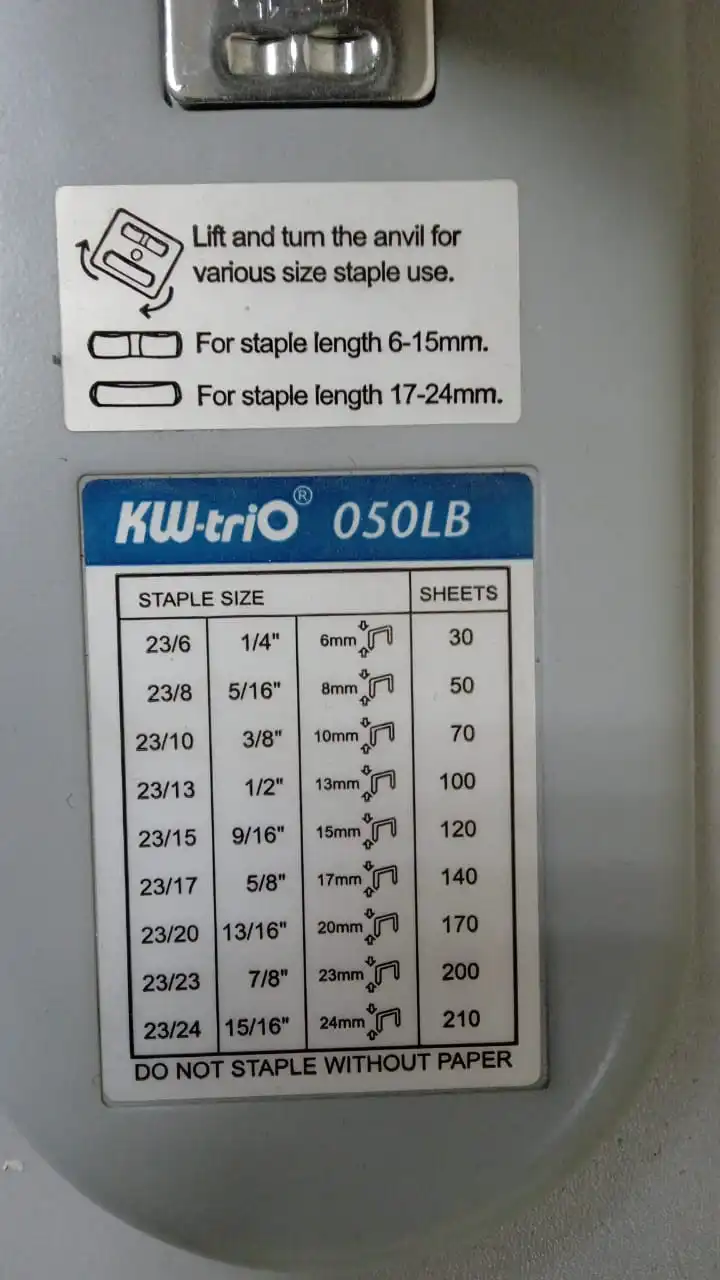 Lift and turn the anvil for
various size staple use.
For staple length 6-15mm.
For staple length 17-24mm.
KW-triO® 050LB
STAPLE SIZE SHEETS
23/6 1/4" 6mm 30
23/8 5/16" 8mm 50
23/10 3/8" 10mm 70
23/13 1/2" 13mm 100
23/15 9/16" 15mm 120
23/17 5/8" 17mm 140
23/20 13/16" 20mm 170
23/23 7/8" 23mm 200
23/24 15/16" 24mm 210
DO NOT STAPLE WITHOUT PAPER